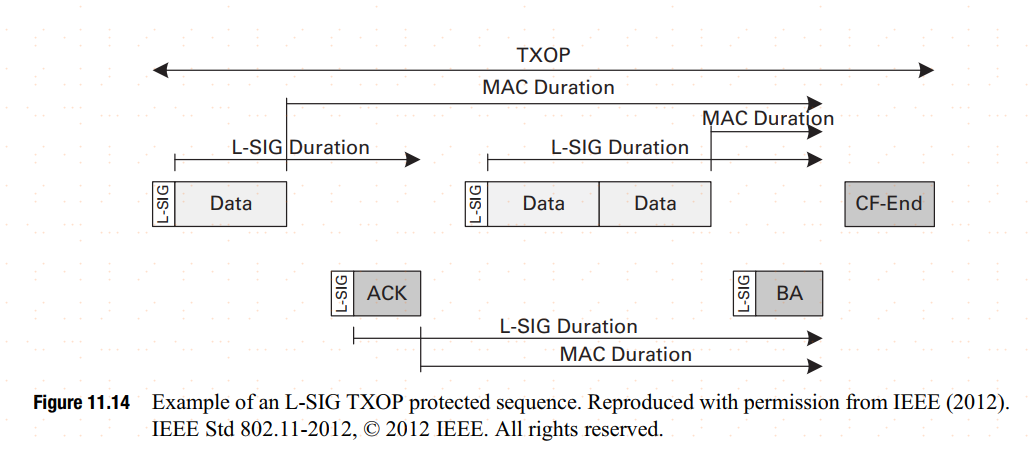 TXOP
MAC Duration
MAC Duration
L-SIG Duration
L-SIG Duration
L-SIG
Data
L-SIG
Data
Data
CF-End
L-SIG
ACK
L-SIG
BA
L-SIG Duration
MAC Duration
Figure 11.14 Example of an L-SIG TXOP protected sequence. Reproduced with permission from IEEE (2012).
IEEE Std 802.11-2012, © 2012 IEEE. All rights reserved.